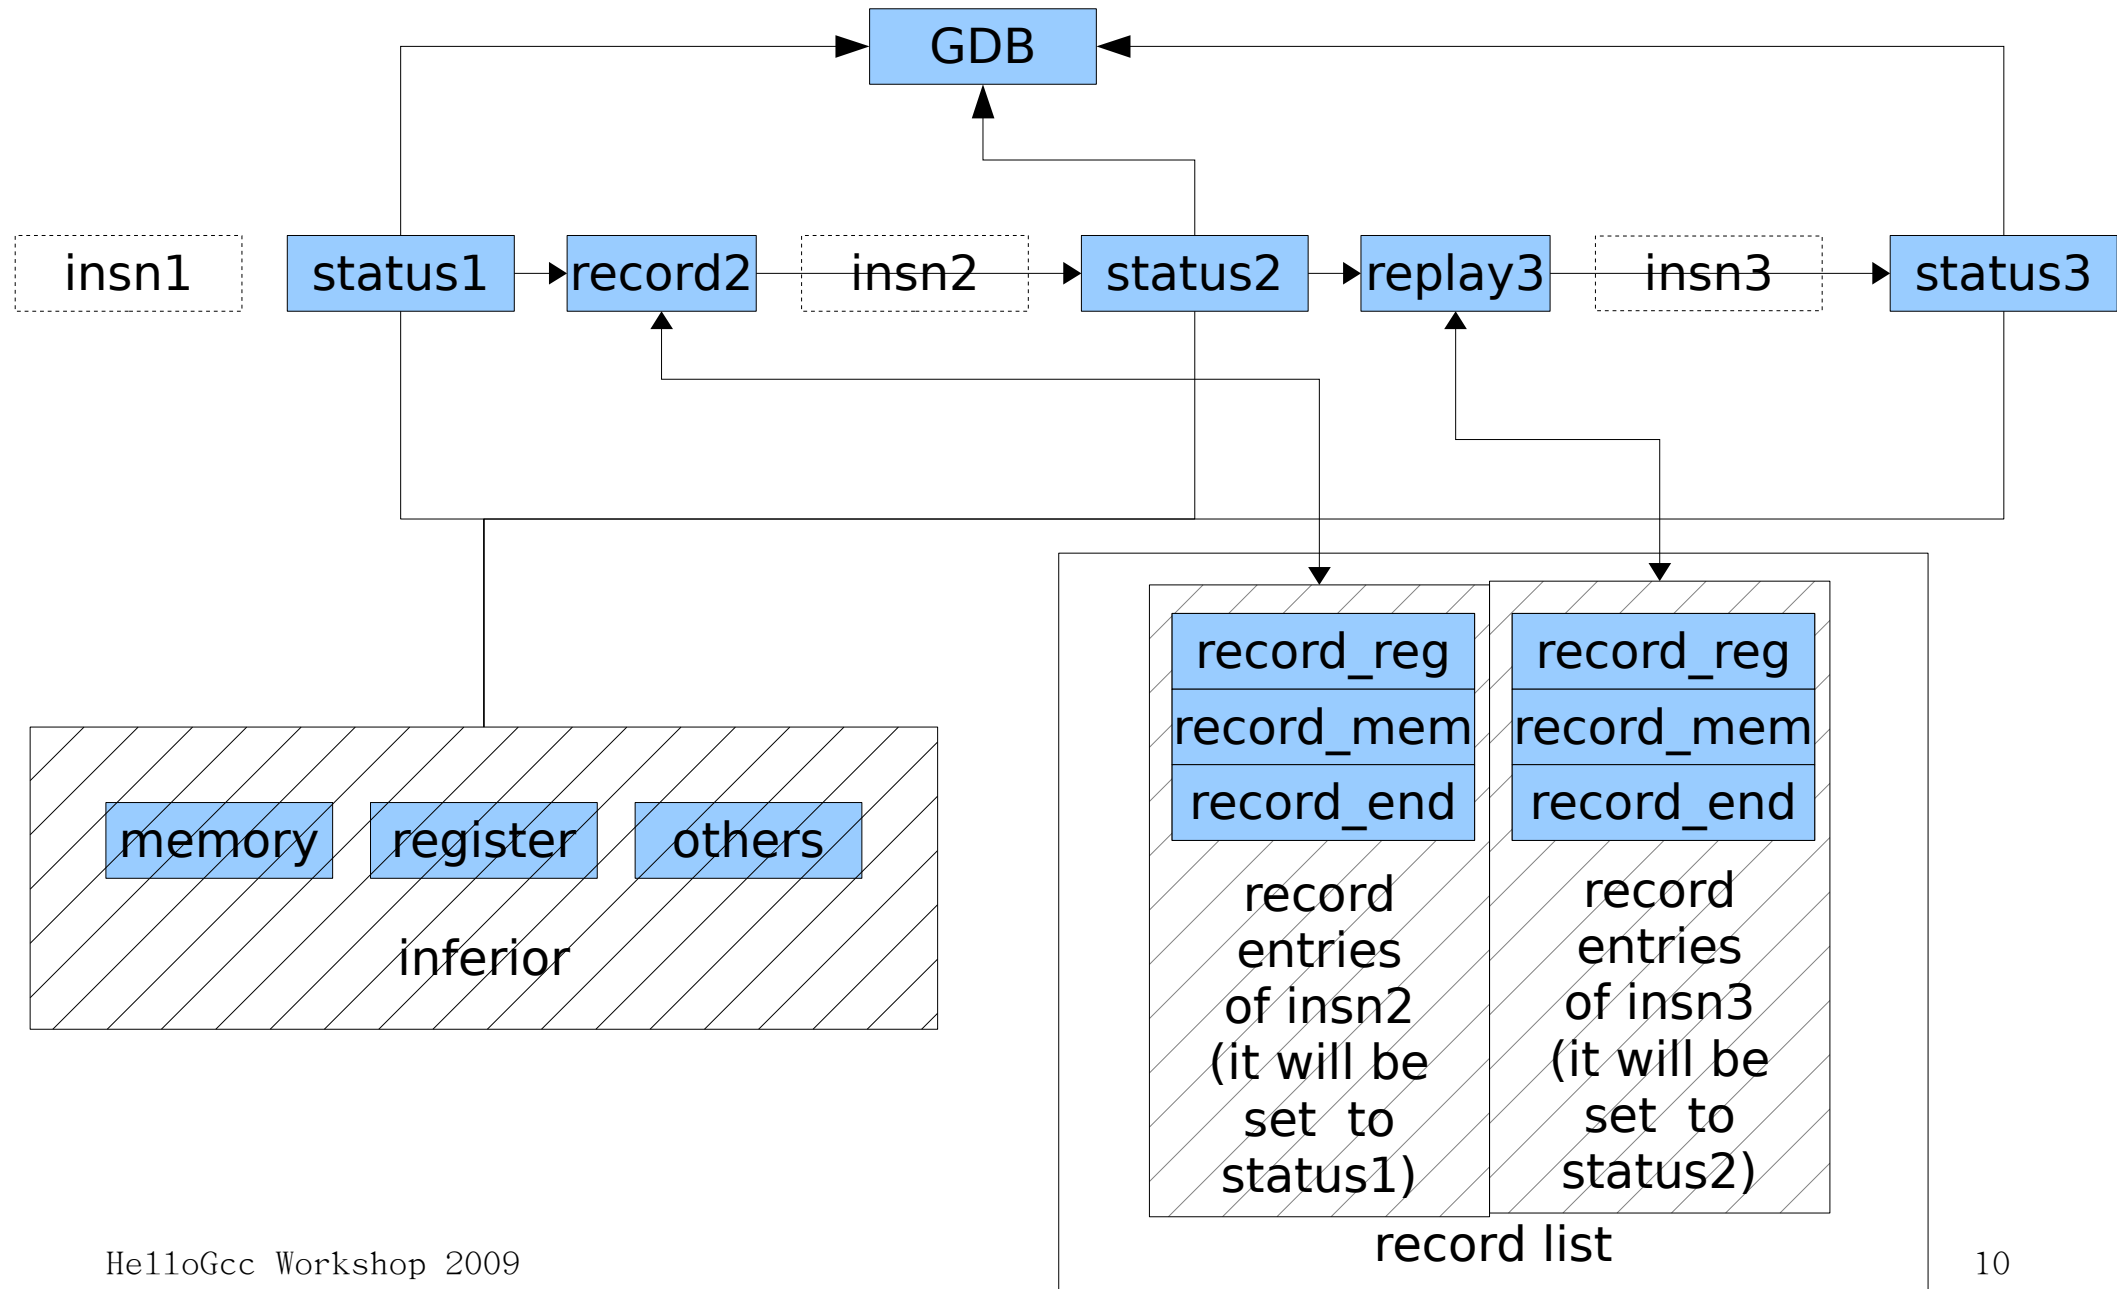 GDB
insn1
status1
record2
insn2
status2
replay3
insn3
status3
memory
register
others
inferior
record_reg
record_mem
record_end
record
entries
of insn2
(it will be
set to
status1)
record_reg
record_mem
record_end
record
entries
of insn3
(it will be
set to
status2)
record list
HelloGcc Workshop 2009
10